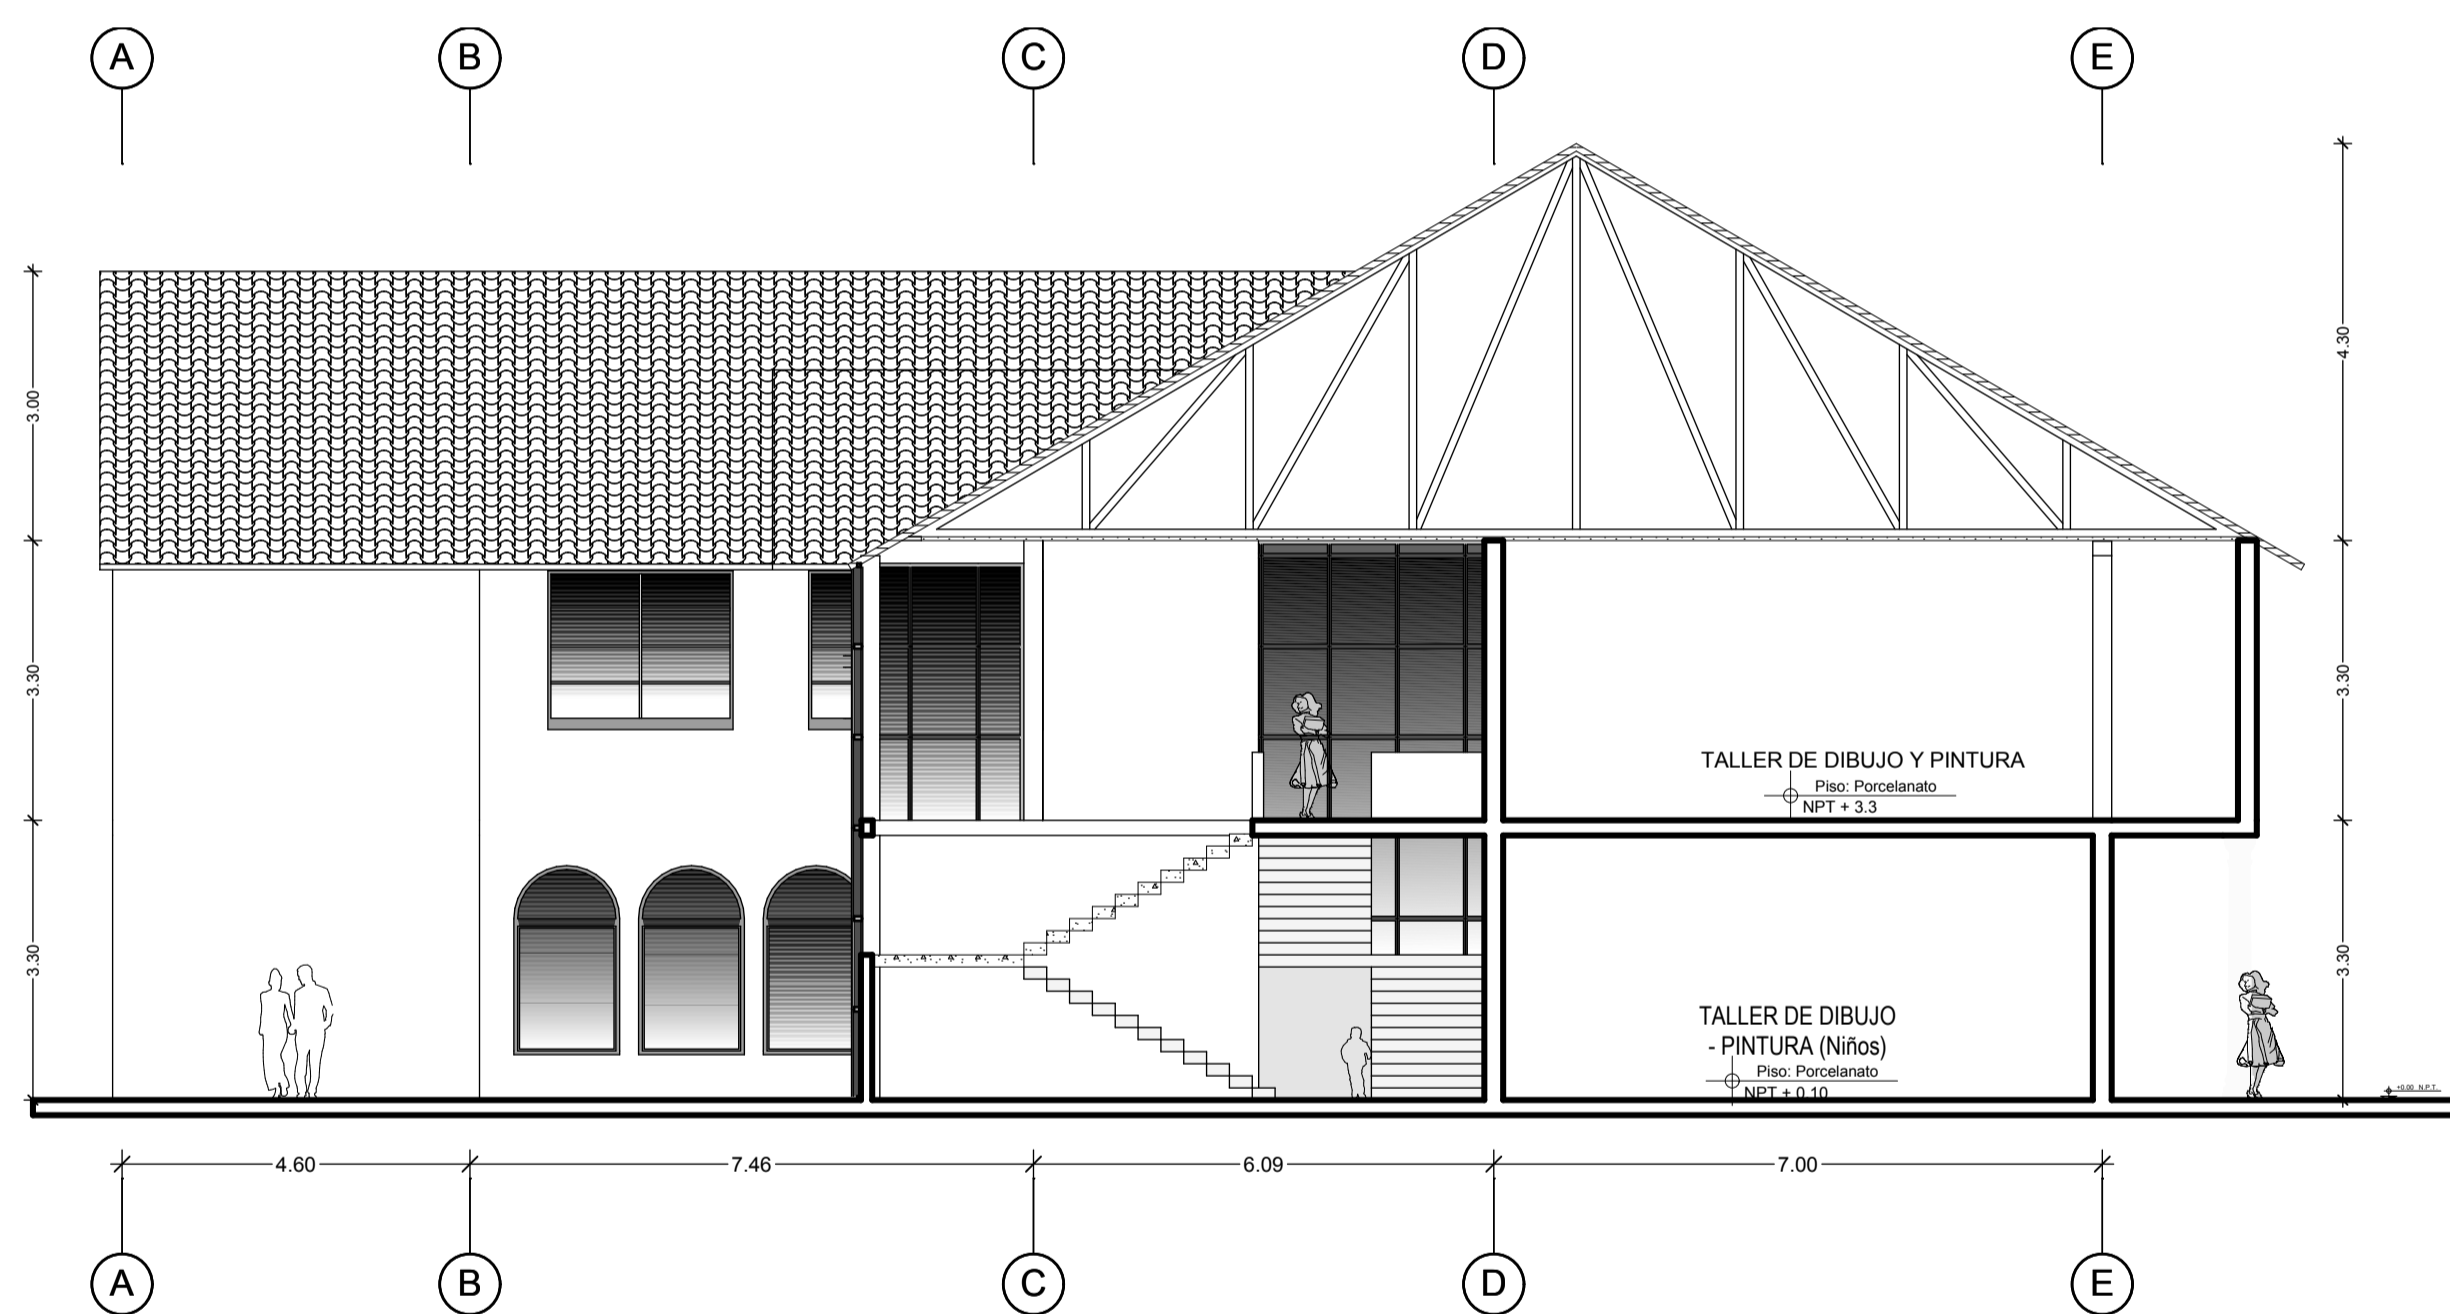 A
B
C
D
E
4.30
3.00
3.30
3.30
TALLER DE DIBUJO Y PINTURA
Piso: Porcelanato
NPT + 3.3
3.30
3.30
TALLER DE DIBUJO
- PINTURA (Niños)
Piso: Porcelanato
NPT + 0.10
+0.00 N.P.T.
4.60
7.46
6.09
7.00
A
B
C
D
E